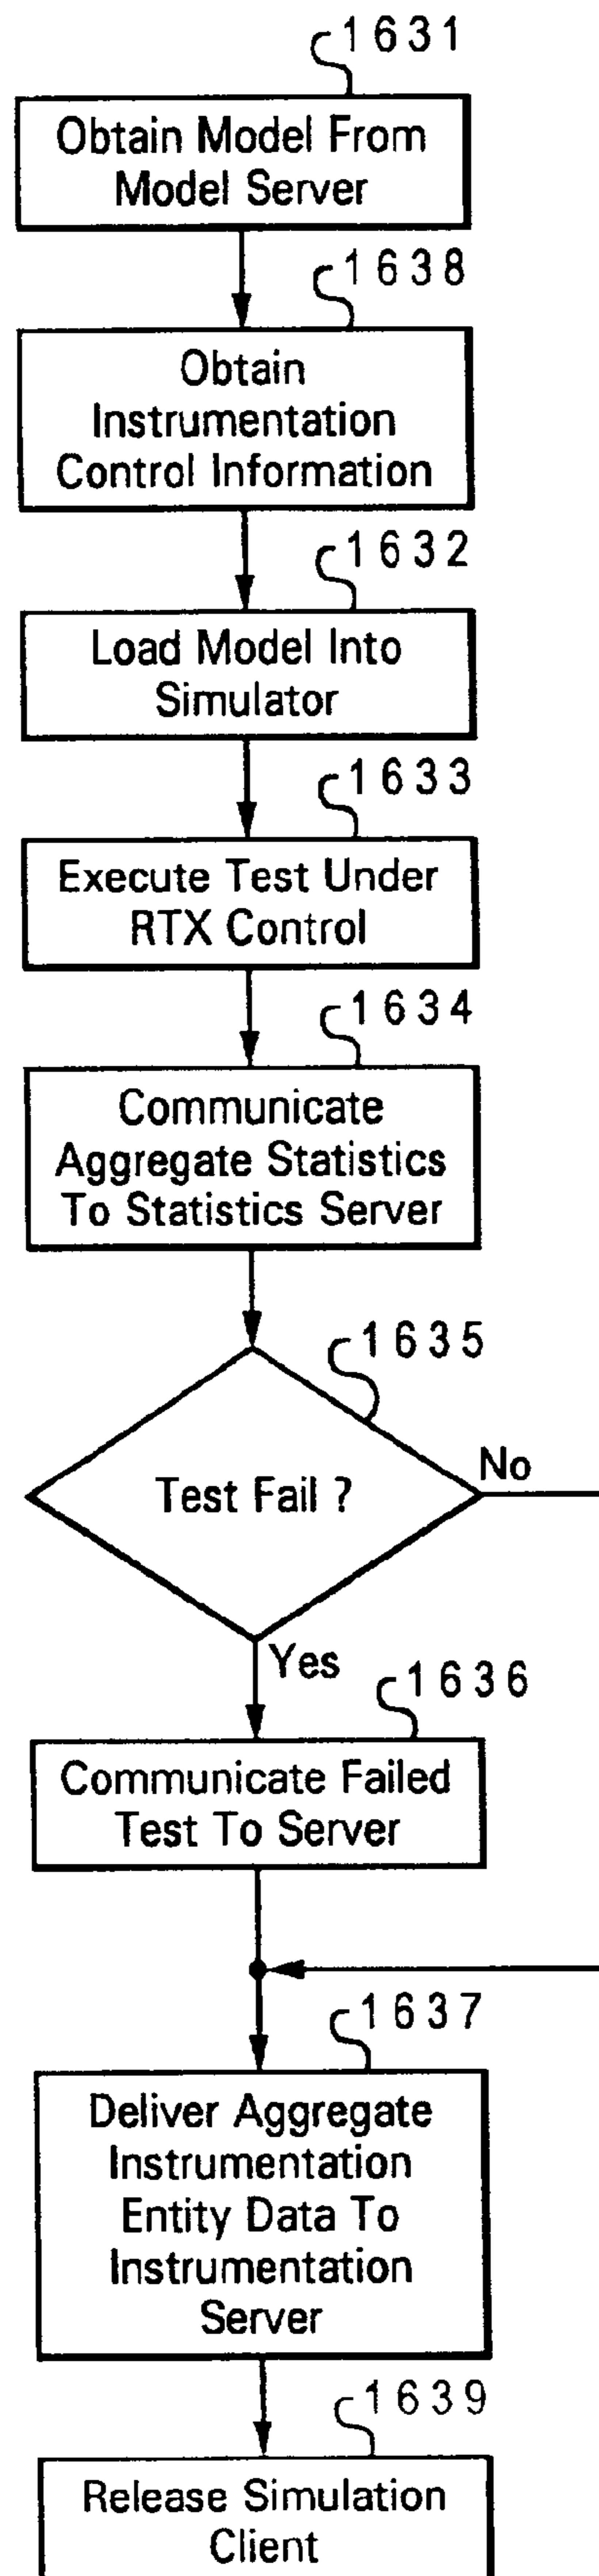 1631
Obtain Model From
Model Server
1638
Obtain
Instrumentation
Control Information
1632
Load Model Into
Simulator
1633
Execute Test Under
RTX Control
1634
Communicate
Aggregate Statistics
To Statistics Server
1635
Test Fail ?
No
Yes
1636
Communicate Failed
Test To Server
1637
Deliver Aggregate
Instrumentation
Entity Data To
Instrumentation
Server
1639
Release Simulation
Client